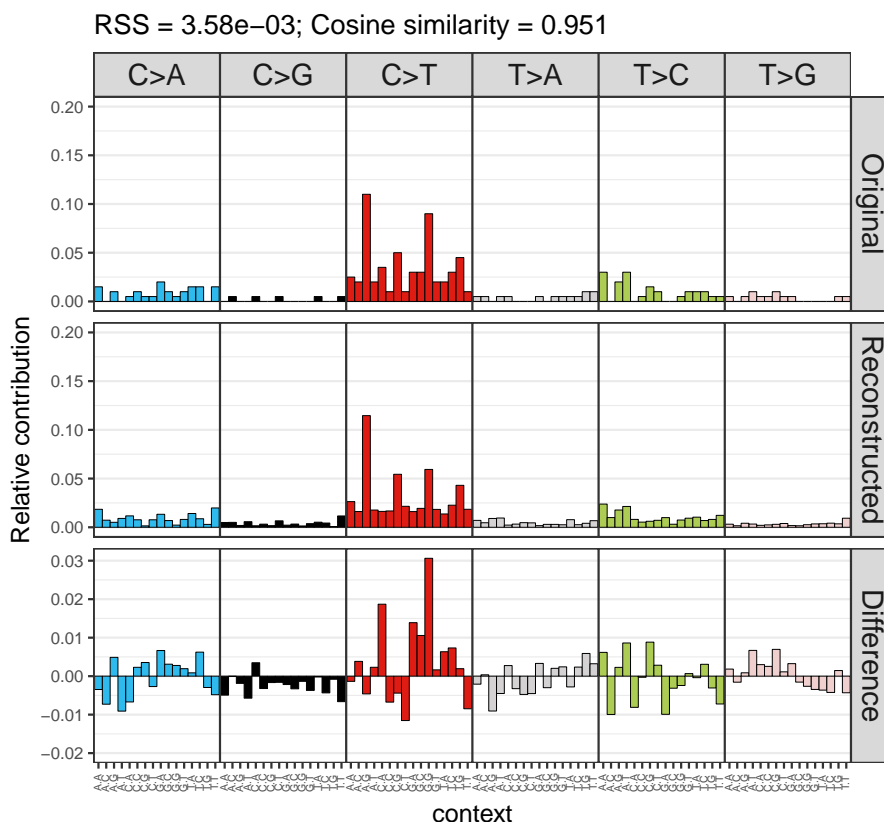 RSS = 3.58e−03; Cosine similarity = 0.951
C>A C>G C>T T>A T>C T>G
0.20
0.15
0.10
0.05
0.00
Original
0.20
0.15
0.10
0.05
0.00
Reconstructed
0.03
0.02
0.01
0.00
−0.01
−0.02
Difference
Relative contribution
A.A A.C A.G A.T C.A C.C C.G C.T G.A G.C G.G G.T T.A T.C T.G T.T A.A A.C A.G A.T C.A C.C C.G C.T G.A G.C G.G G.T T.A T.C T.G T.T A.A A.C A.G A.T C.A C.C C.G C.T G.A G.C G.G G.T T.A T.C T.G T.T A.A A.C A.G A.T C.A C.C C.G C.T G.A G.C G.G G.T T.A T.C T.G T.T A.A A.C A.G A.T C.A C.C C.G C.T G.A G.C G.G G.T T.A T.C T.G T.T A.A A.C A.G A.T C.A C.C C.G C.T G.A G.C G.G G.T T.A T.C T.G T.T
context